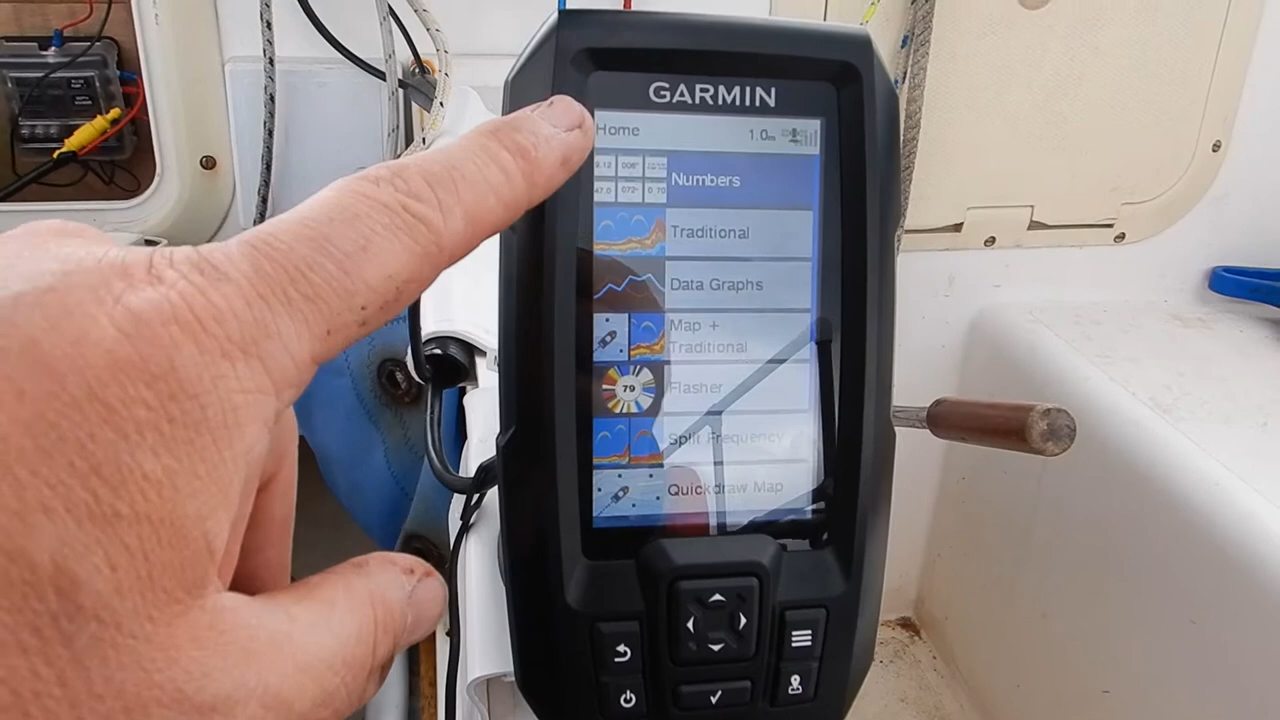 GARMIN
Home 1.0m
9.12 006°
47.0 072° 0.70
Numbers
Traditional
Data Graphs
Map +
Traditional
79
Flasher
Split Frequency
Quickdraw Map